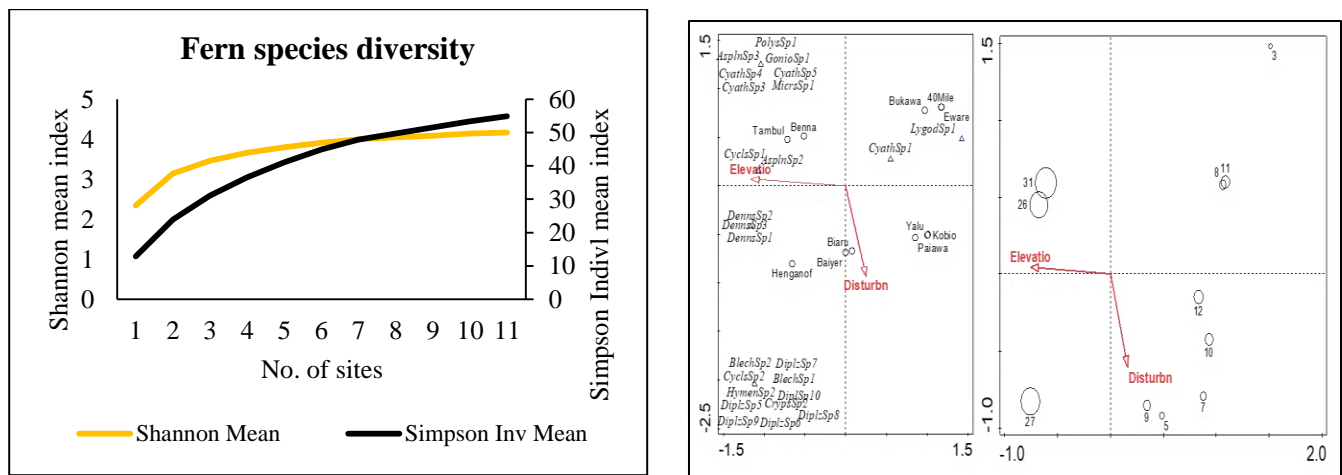 Fern species diversity
Shannon mean index
5
4
3
2
1
0
60
50
40
30
20
10
0
Simpson Indivl mean index
1 2 3 4 5 6 7 8 9 10 11
No. of sites
Shannon Mean
Simpson Inv Mean
1.5
-2.5
-1.5
1.5
PolysSp1
AsplnSp3 GonioSp1
CyathSp4 CyathSp5
CyathSp3 MicrsSp1
Bukawa 40Mile
Eware
LygodSp1
Tambul Benna
CyathSp1
CyclsSp1 AsplnSp2
Elevatio
DennsSp2
DennsSp3
DennsSp1
Yalu Kobio
Paiawa
Biaru
Baiyer
Henganof
Disturbn
BlechSp2 DiplzSp7
CyclsSp2 BlechSp1
HymenSp2 DiplSp10
DiplzSp5 CrypsSp2
DiplzSp8
DiplzSp9 DiplzSp6
1.5
-1.0
-1.0
2.0
3
11
8
31
26
Elevatio
12
10
Disturbn
27
9
5
7